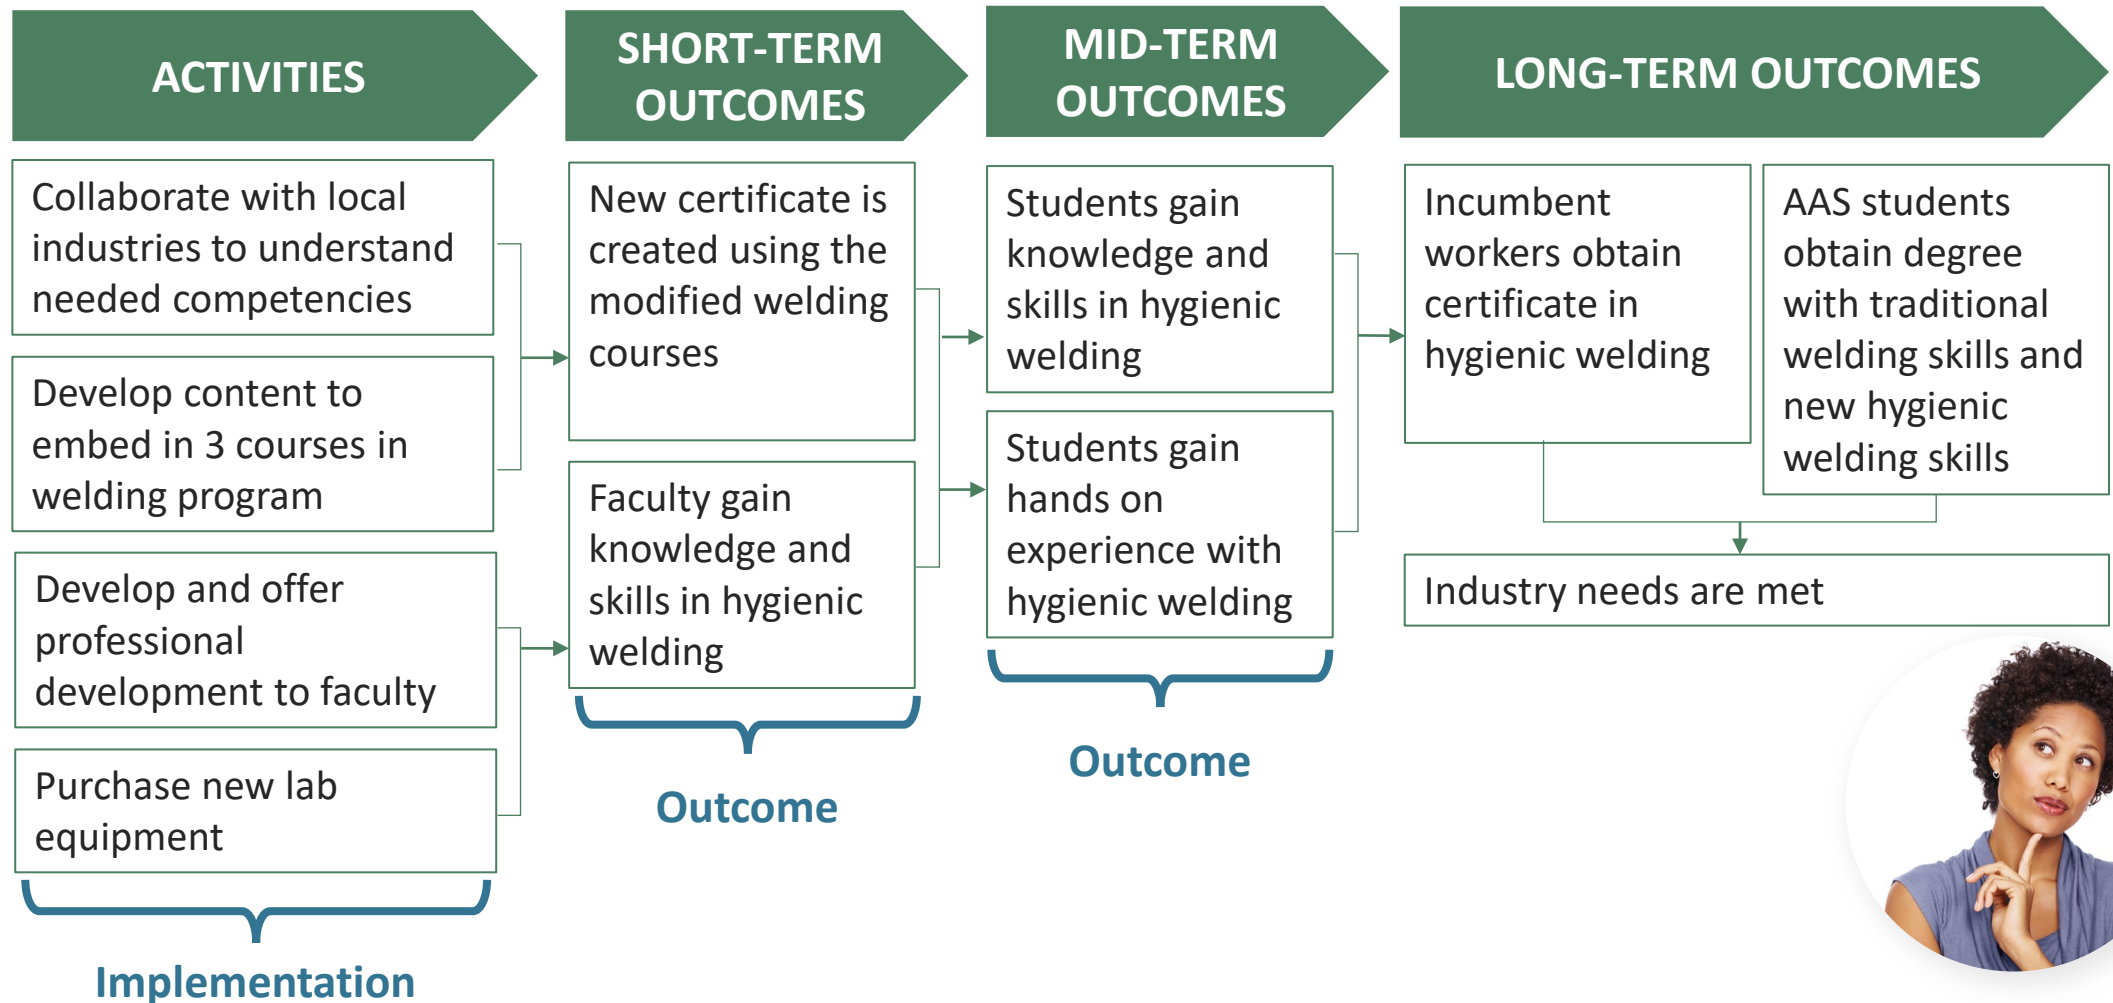 ACTIVITIES
Collaborate with local
industries to understand
needed competencies
Develop content to
embed in 3 courses in
welding program
Develop and offer
professional
development to faculty
Purchase new lab
equipment
Implementation
SHORT-TERM
OUTCOMES
New certificate is
created using the
modified welding
courses
Faculty gain
knowledge and
skills in hygienic
welding
Outcome
MID-TERM
OUTCOMES
Students gain
knowledge and
skills in hygienic
welding
Students gain
hands on
experience with
hygienic welding
Outcome
LONG-TERM OUTCOMES
Incumbent
workers obtain
certificate in
hygienic welding
AAS students
obtain degree
with traditional
welding skills and
new hygienic
welding skills
Industry needs are met